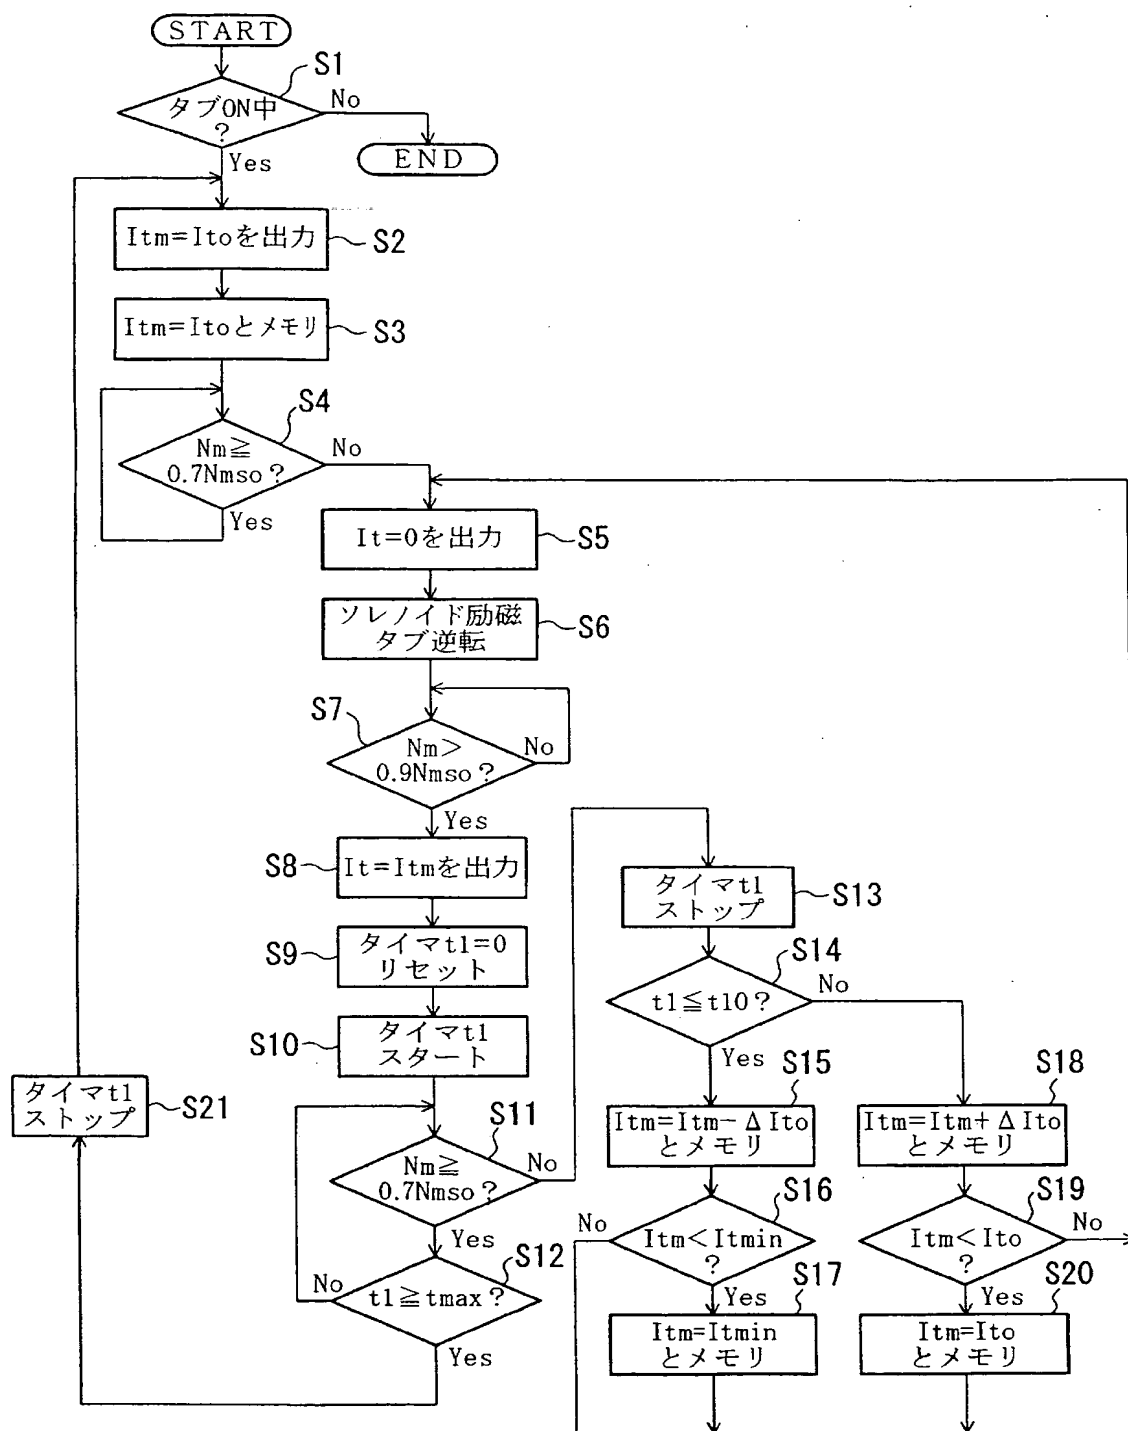 START
S1
タブON中
?
No
END
Yes
Itm=Itoを出力
S2
Itm=Itoとメモリ
S3
S4
Nm≧
0.7Nmso?
No
Yes
It=0を出力
S5
ソレノイド励磁
タブ逆転
S6
S7
Nm>
0.9Nmso?
No
Yes
S8
It=Itmを出力
S9
タイマt1=0
リセット
S10
タイマt1
スタート
S11
Nm≧
0.7Nmso?
No
Yes
S12
t1≧tmax?
No
Yes
タイマt1
ストップ
S21
タイマt1
ストップ
S13
S14
t1≦t10?
No
Yes
S15
Itm=Itm-ΔIto
とメモリ
S16
Itm<Itmin
?
No
Yes
S17
Itm=Itmin
とメモリ
S18
Itm=Itm+ΔIto
とメモリ
S19
Itm<Ito
?
No
Yes
S20
Itm=Ito
とメモリ